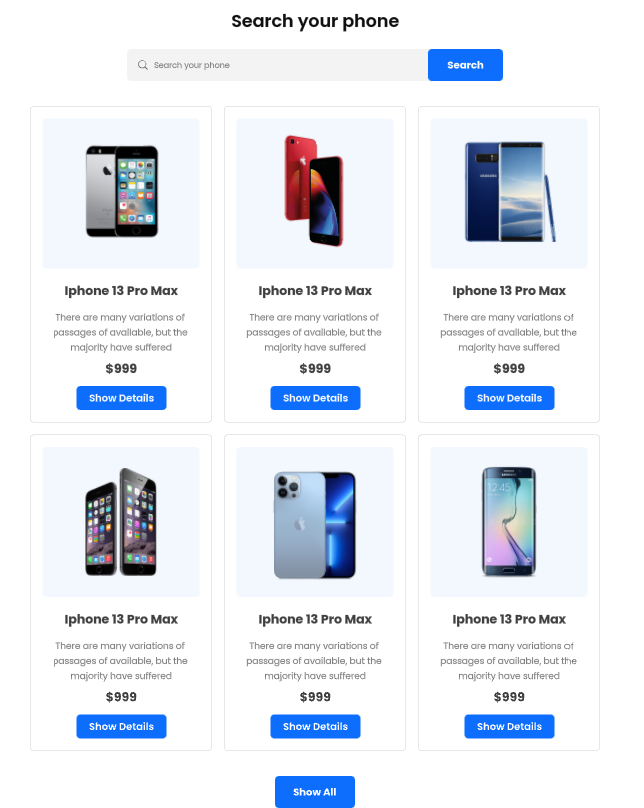 Search your phone
Search your phone
Search
SAMSUNG
Iphone 13 Pro Max
Iphone 13 Pro Max
Iphone 13 Pro Max
There are many variations of
passages of available, but the
majority have suffered
There are many variations of
passages of available, but the
majority have suffered
There are many variations of
passages of available, but the
majority have suffered
$999
$999
$999
Show Details
Show Details
Show Details
SAMSUNG
12:45
Iphone 13 Pro Max
Iphone 13 Pro Max
Iphone 13 Pro Max
There are many variations of
passages of available, but the
majority have suffered
There are many variations of
passages of available, but the
majority have suffered
There are many variations of
passages of available, but the
majority have suffered
$999
$999
$999
Show Details
Show Details
Show Details
Show All